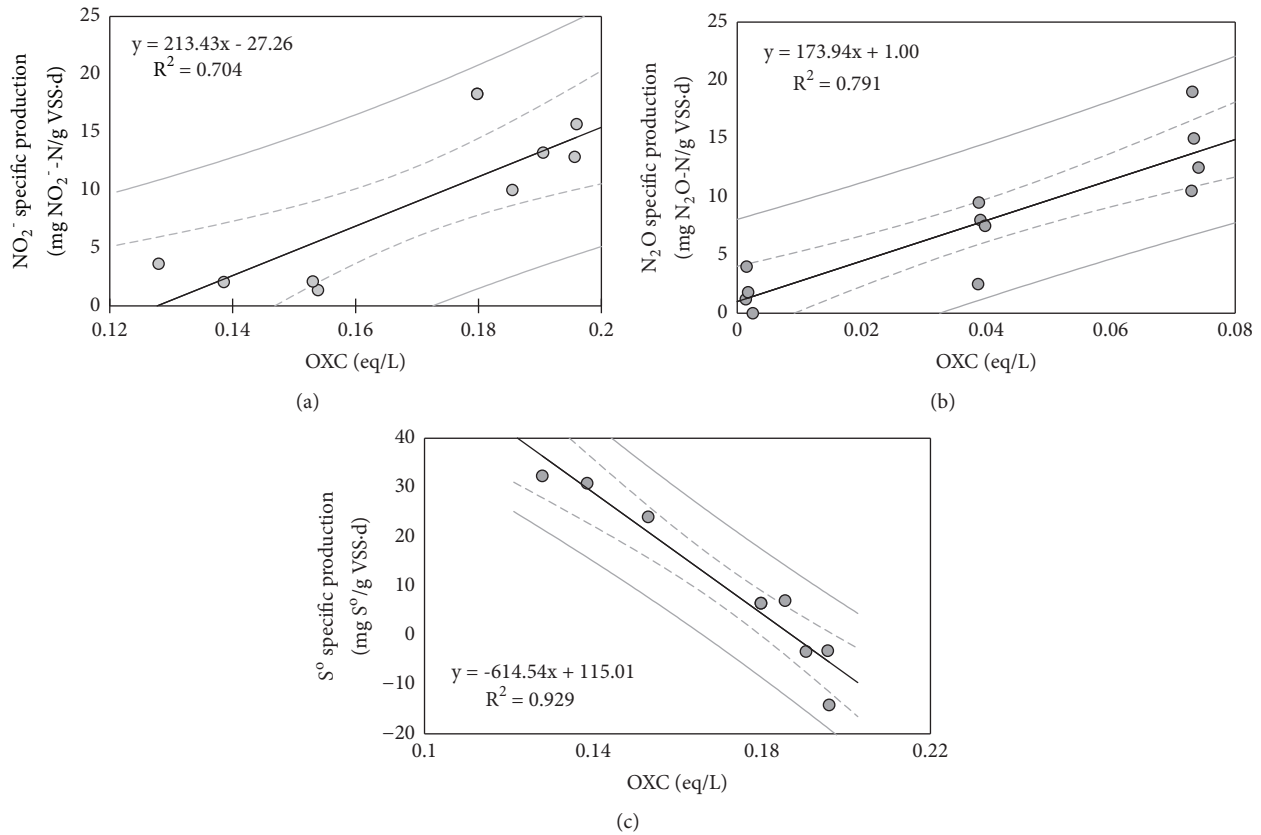 NO₂⁻ specific production
(mg NO₂⁻-N/g VSS·d)
25
20
15
10
5
0
y = 213.43x - 27.26
R² = 0.704
0.12 0.14 0.16 0.18 0.2
OXC (eq/L)
(a)
N₂O specific production
(mg N₂O-N/g VSS·d)
25
20
15
10
5
0
y = 173.94x + 1.00
R² = 0.791
0 0.02 0.04 0.06 0.08
OXC (eq/L)
(b)
S⁰ specific production
(mg S⁰/g VSS·d)
40
30
20
10
0
−10
−20
y = -614.54x + 115.01
R² = 0.929
0.1 0.14 0.18 0.22
OXC (eq/L)
(c)